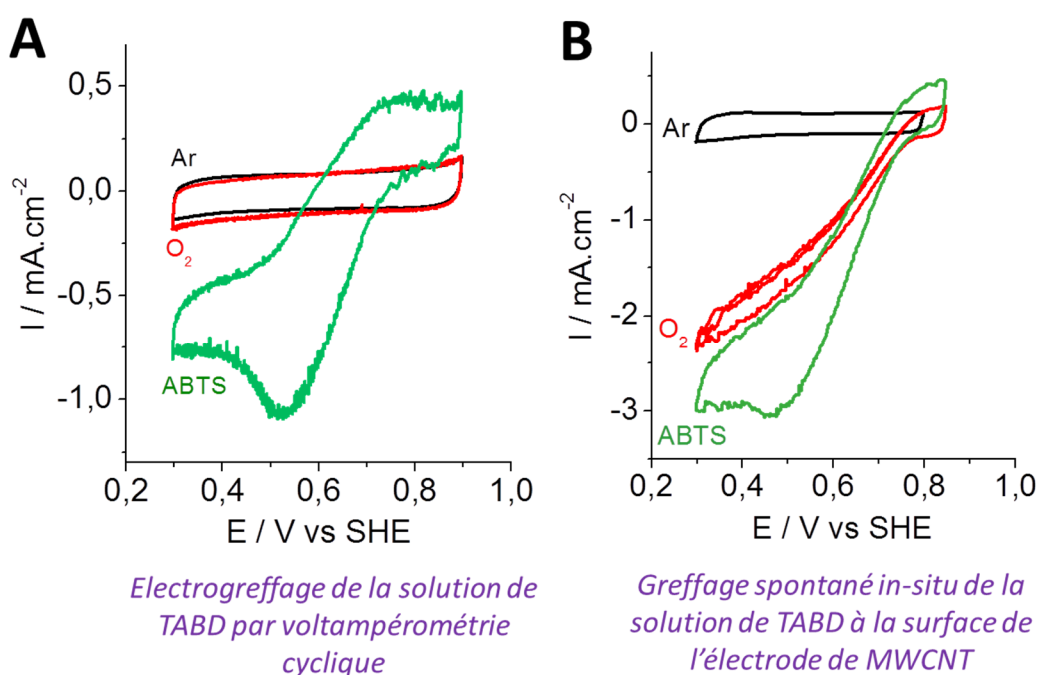 A
B
0,5
0,0
-0,5
-1,0
I / mA.cm-2
Ar
O2
ABTS
0,2 0,4 0,6 0,8 1,0
E / V vs SHE
0
-1
-2
-3
I / mA.cm-2
Ar
O2
ABTS
0,2 0,4 0,6 0,8 1,0
E / V vs SHE
Electrogreffage de la solution de
TABD par voltampérométrie
cyclique
Greffage spontané in-situ de la
solution de TABD à la surface de
l'électrode de MWCNT